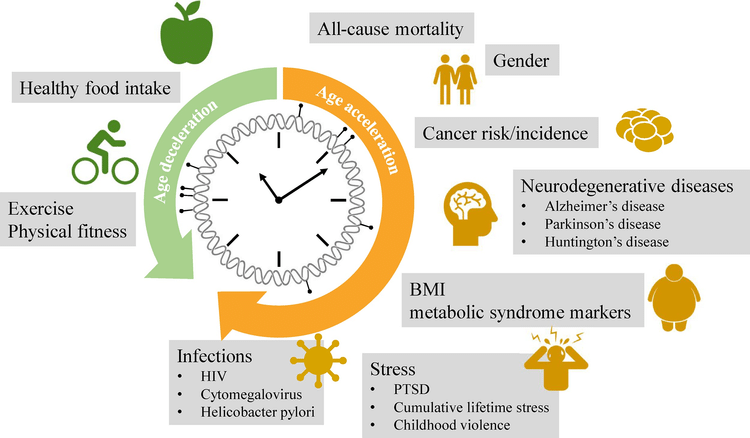 All-cause mortality
Gender
Healthy food intake
Age deceleration
Age acceleration
Cancer risk/incidence
Exercise
Physical fitness
Neurodegenerative diseases
• Alzheimer's disease
• Parkinson's disease
• Huntington's disease
BMI
metabolic syndrome markers
Infections
• HIV
• Cytomegalovirus
• Helicobacter pylori
Stress
• PTSD
• Cumulative lifetime stress
• Childhood violence